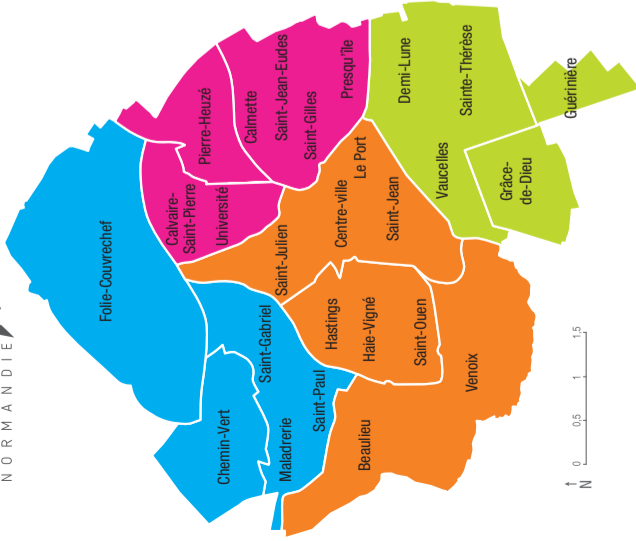 NORMANDIE
Folie-Couvrechef
Calvaire-
Saint-Pierre
Pierre-Heuzé
Université
Chemin-Vert
Calmette
Saint-Gabriel
Saint-Julien
Saint-Jean-Eudes
Maladrerie
Saint-Gilles
Saint-Paul
Hastings
Centre-ville
Presqu'île
Le Port
Beaulieu
Haie-Vigné
Saint-Jean
Demi-Lune
Saint-Ouen
Vaucelles
Sainte-Thérèse
Venoix
Grâce-
de-Dieu
Guérinière
0 0,5 1 1,5
N